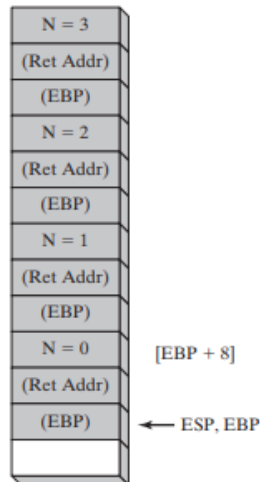 N = 3
(Ret Addr)
(EBP)
N = 2
(Ret Addr)
(EBP)
N = 1
(Ret Addr)
(EBP)
N = 0
[EBP + 8]
(Ret Addr)
(EBP)
ESP, EBP